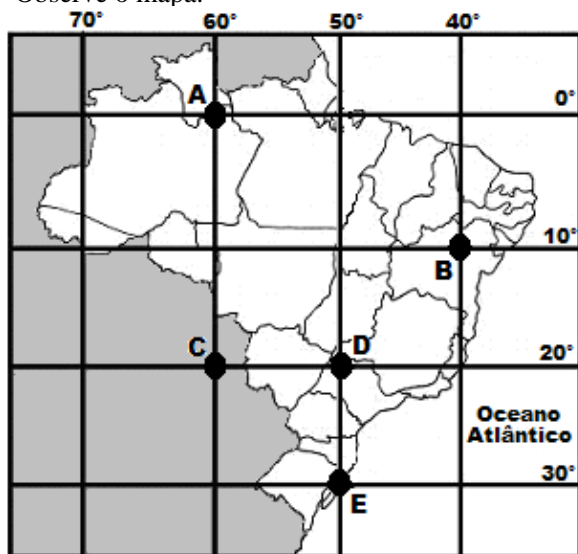 Observe o mapa.
70° 60° 50° 40°
A 0°
10°
B
C D 20°
Oceano
Atlântico
30°
E